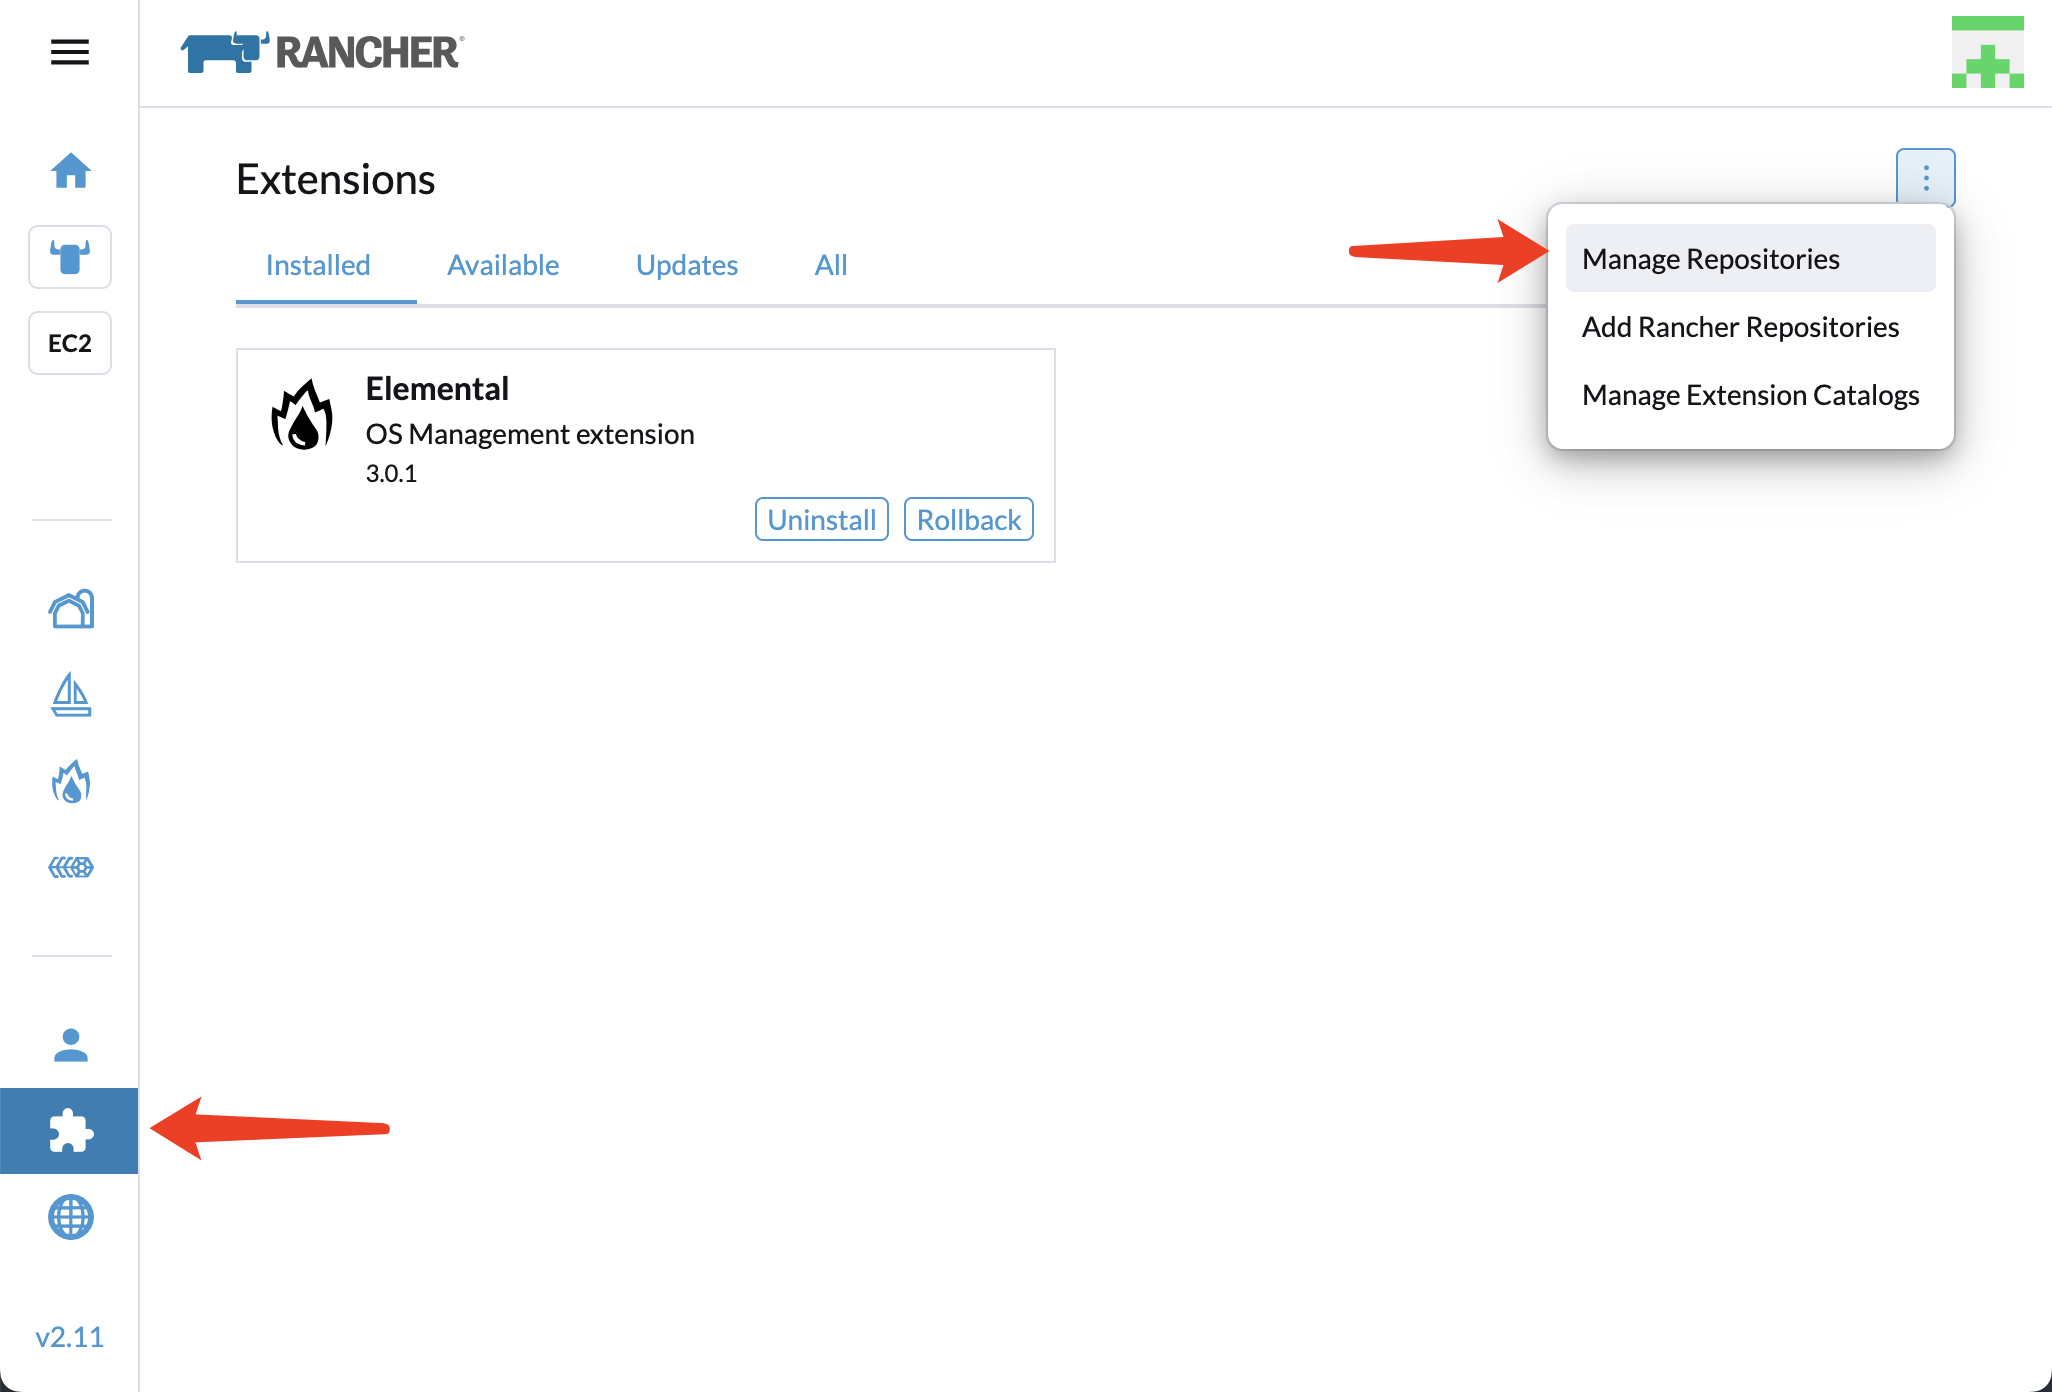 RANCHER
Extensions
Installed
Available
Updates
All
Manage Repositories
Add Rancher Repositories
Manage Extension Catalogs
EC2
Elemental
OS Management extension
3.0.1
Uninstall
Rollback
v2.11